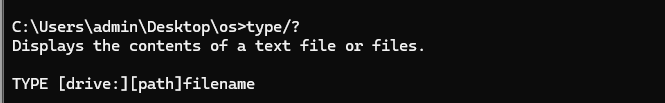 C:\Users\admin\Desktop\os>type/?
Displays the contents of a text file or files.
TYPE [drive:][path]filename